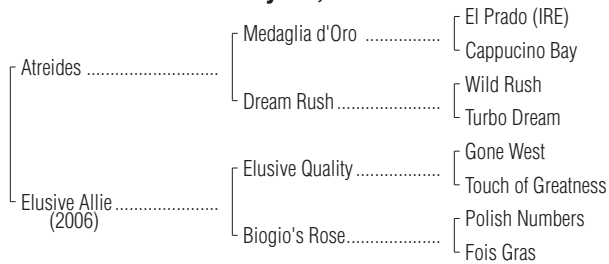 El Prado (IRE)
Medaglia d'Oro ................
Cappucino Bay
Atreides ............................
Wild Rush
Dream Rush......................
Turbo Dream
Gone West
Elusive Quality..................
Touch of Greatness
Elusive Allie......................
(2006)
Polish Numbers
Biogio's Rose....................
Fois Gras